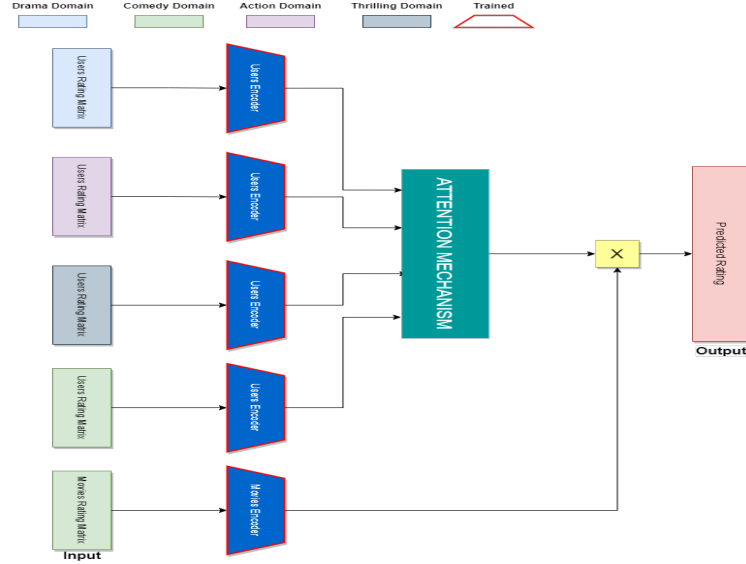 Drama Domain
Comedy Domain
Action Domain
Thrilling Domain
Trained
Users Rating Matrix
Users Encoder
Users Rating Matrix
Users Encoder
Users Rating Matrix
Users Encoder
Users Rating Matrix
Users Encoder
Movies Rating Matrix
Movies Encoder
ATTENTION MECHANISM
X
Predicted Rating
Output
Input